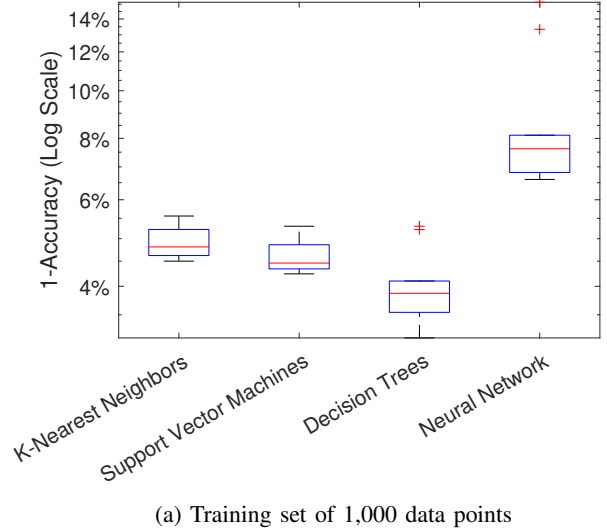 14%
12%
10%
8%
6%
4%
1-Accuracy (Log Scale)
K-Nearest Neighbors
Support Vector Machines
Decision Trees
Neural Network
(a) Training set of 1,000 data points